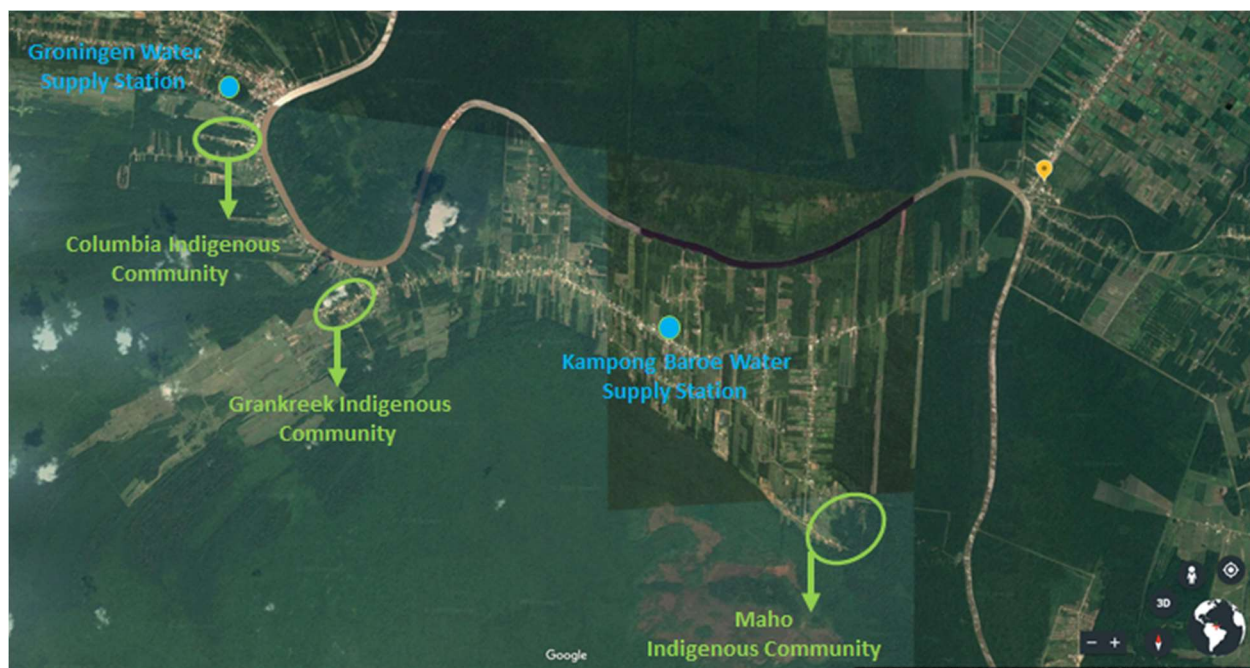 Groningen Water
Supply Station
Columbia Indigenous
Community
Grankreek Indigenous
Community
Kampong Baroe Water
Supply Station
Maho
Indigenous Community
Google
3D